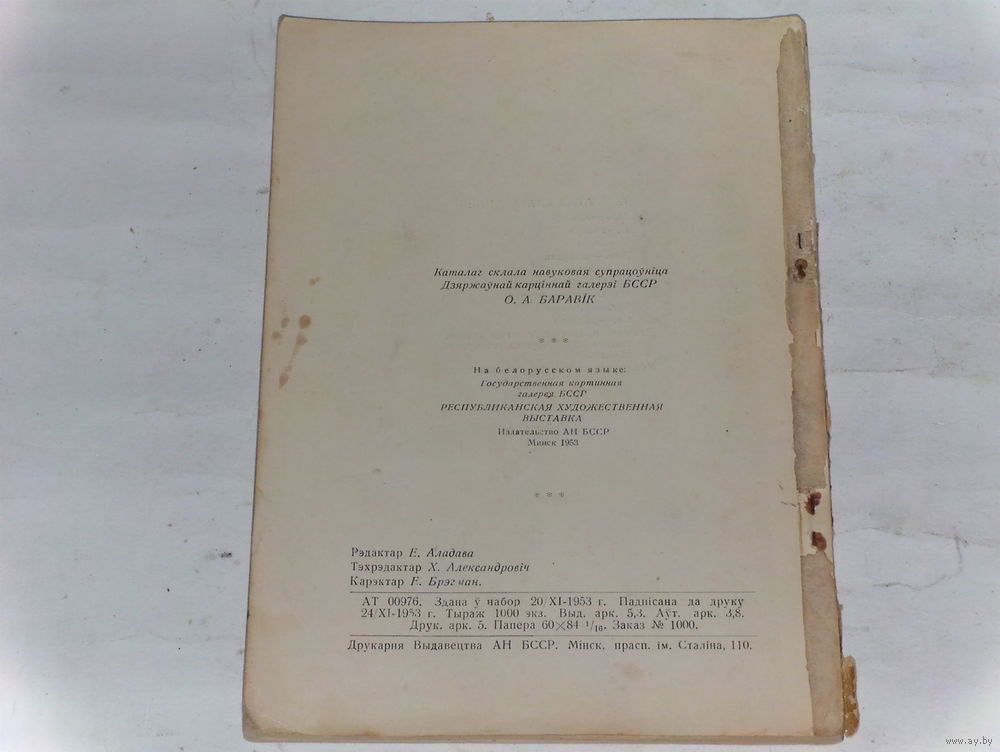 Каталаг склала навуковая супрацоўніца
Дзяржаўнай карціннай галерэі БССР
О. А. БАРАВІК
* * *
На белорусском языке:
Государственная картинная
галерея БССР
РЕСПУБЛИКАНСКАЯ ХУДОЖЕСТВЕННАЯ
ВЫСТАВКА
Издательство АН БССР
Минск 1953
* * *
Рэдактар Е. Аладава
Тэхрэдактар Х. Александровіч
Карэктар Г. Брэгман.
АТ 00976. Здана ў набор 20/XI-1953 г. Падпісана да друку
24/XI-1953 г. Тыраж 1000 экз. Выд. арк. 5,3. Аўт. арк. 3,8.
Друк. арк. 5. Папера 60×84 1/16. Заказ № 1000.
Друкарня Выдавецтва АН БССР. Мінск, прасп. ім. Сталіна, 110.
www.ay.by